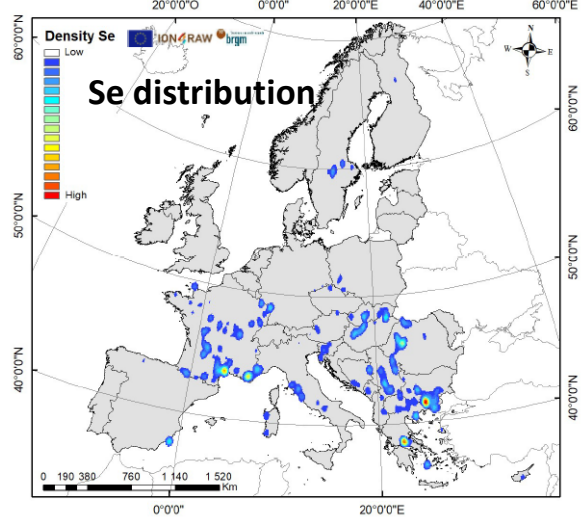 20°0'0"O 0°0'0" 20°0'0"E 40°0'0"E 60°0'0"E
Density Se ION4RAW brgm
Low
High
Se distribution
N
W E
S
60°0'0"N
50°0'0"N
40°0'0"N
60°0'0"N
50°0'0"N
40°0'0"N
0 190 380 760 1 140 1 520
Km
0°0'0" 20°0'0"E